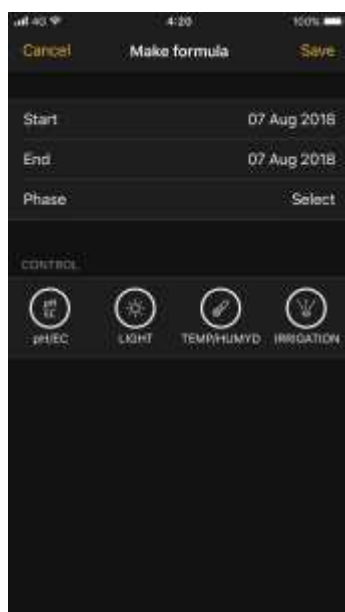 4G 4:20 100%
Cancel Make formula Save
Start 07 Aug 2018
End 07 Aug 2018
Phase Select
CONTROL
pH
EC
pH/EC LIGHT TEMP/HUMYD IRRIGATION